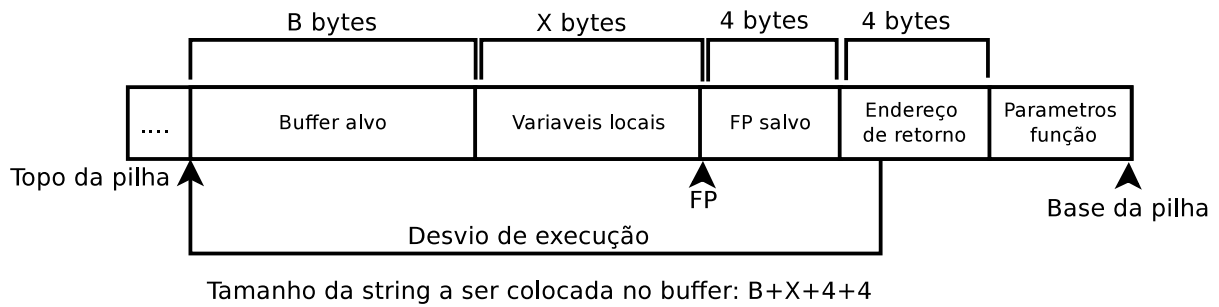 B bytes
X bytes
4 bytes
4 bytes
....
Buffer alvo
Variaveis locais
FP salvo
Endereço
de retorno
Parametros
função
Topo da pilha
FP
Base da pilha
Desvio de execução
Tamanho da string a ser colocada no buffer: B+X+4+4